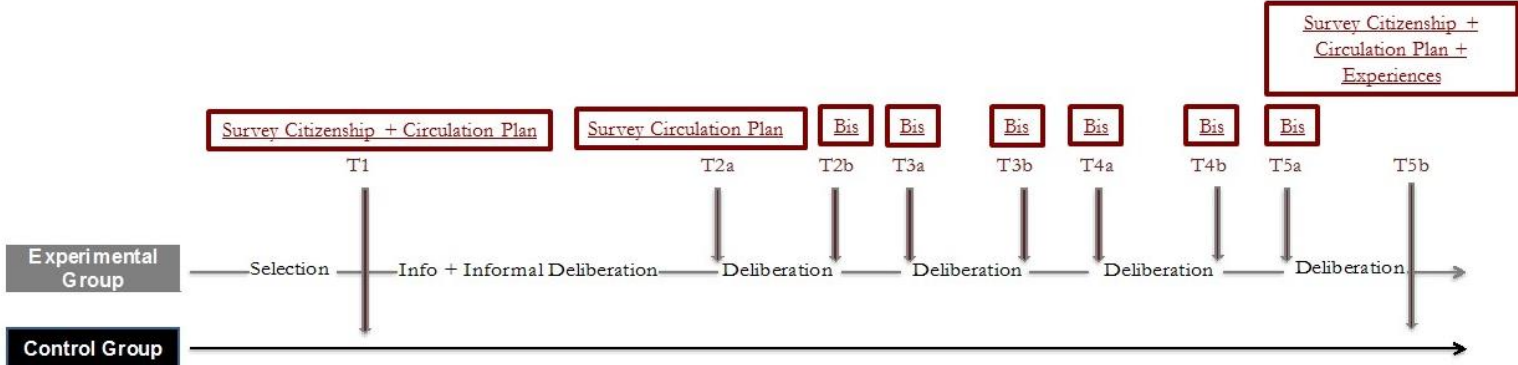 Survey Citizenship +
Circulation Plan +
Experiences
Survey Citizenship + Circulation Plan
Survey Circulation Plan
Bis
Bis
Bis
Bis
Bis
Bis
T1
T2a
T2b
T3a
T3b
T4a
T4b
T5a
T5b
Experimental
Group
Selection
Info + Informal Deliberation
Deliberation
Deliberation
Deliberation
Deliberation
Control Group